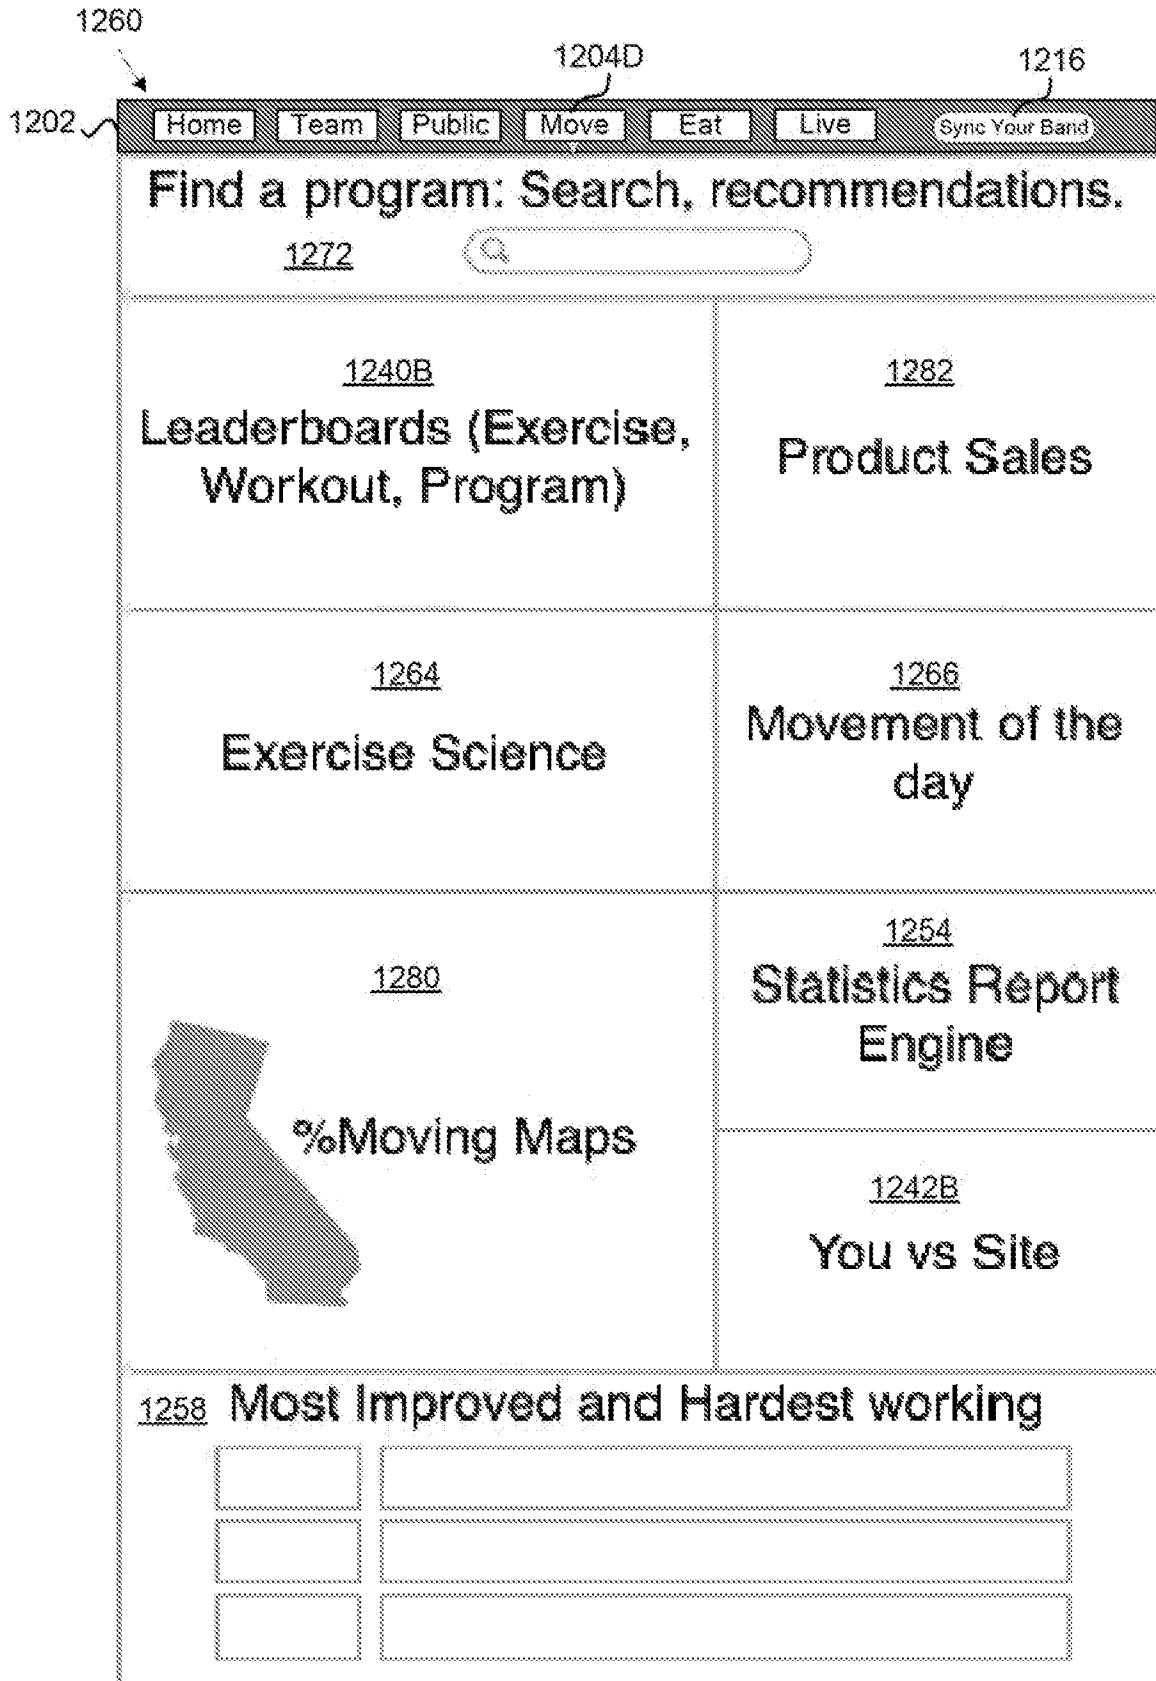 1260
1204D
1216
1202
Home Team Public Move Eat Live Sync Your Band
Find a program: Search, recommendations.
1272
1240B
Leaderboards (Exercise,
Workout, Program)
1282
Product Sales
1264
Exercise Science
1266
Movement of the
day
1280
%Moving Maps
1254
Statistics Report
Engine
1242B
You vs Site
1258 Most Improved and Hardest working